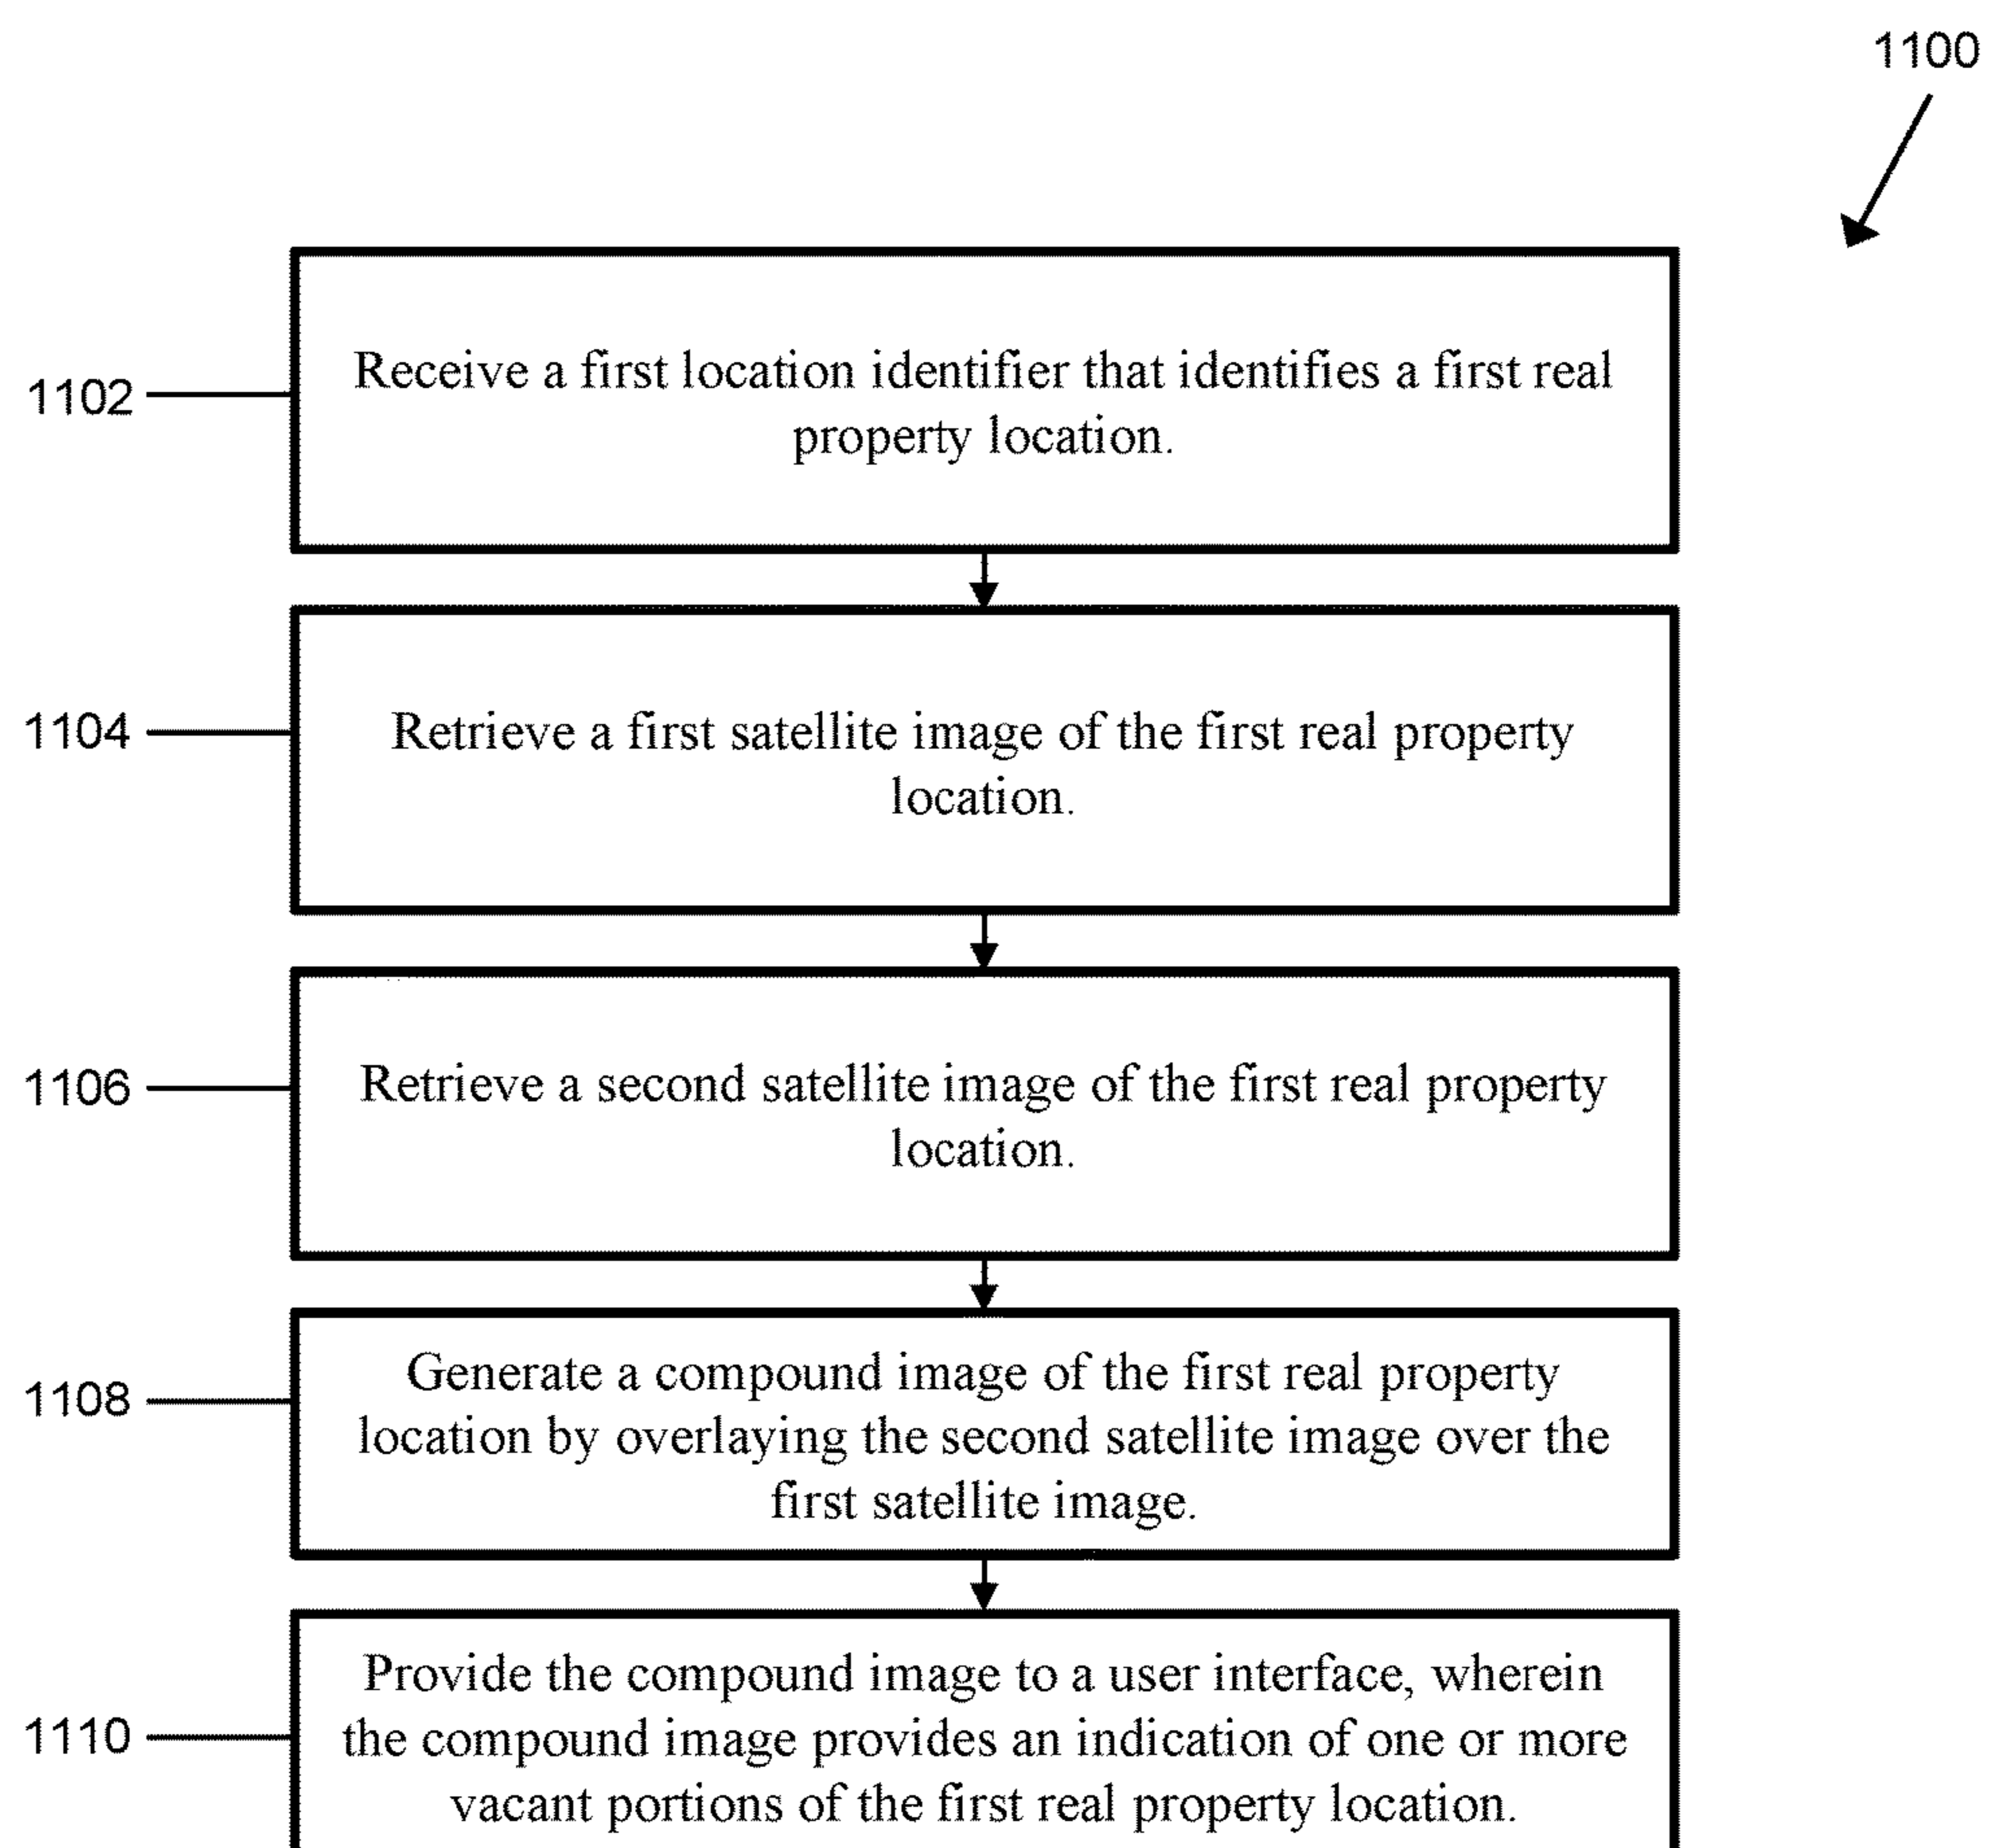 1100
1102
Receive a first location identifier that identifies a first real
property location.
1104
Retrieve a first satellite image of the first real property
location.
1106
Retrieve a second satellite image of the first real property
location.
1108
Generate a compound image of the first real property
location by overlaying the second satellite image over the
first satellite image.
1110
Provide the compound image to a user interface, wherein
the compound image provides an indication of one or more
vacant portions of the first real property location.